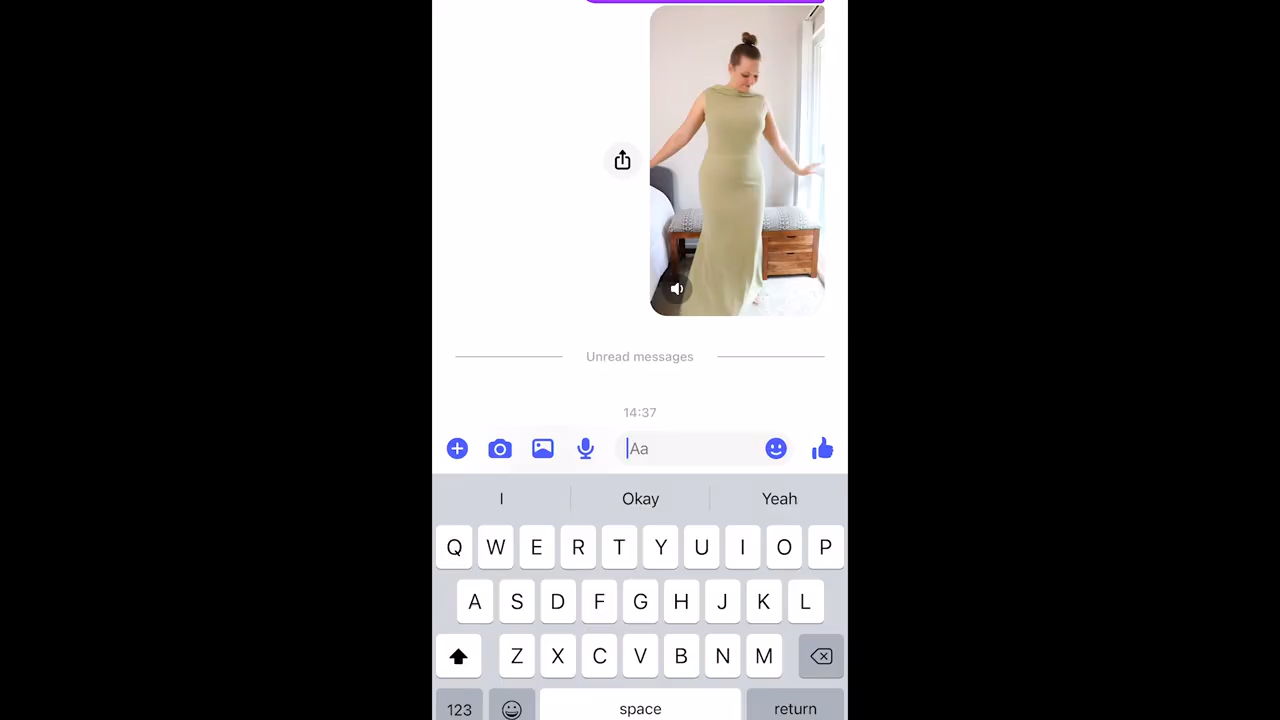 Unread messages
14:37
Aa
I Okay Yeah
Q W E R T Y U I O P
A S D F G H J K L
Z X C V B N M
123 space return